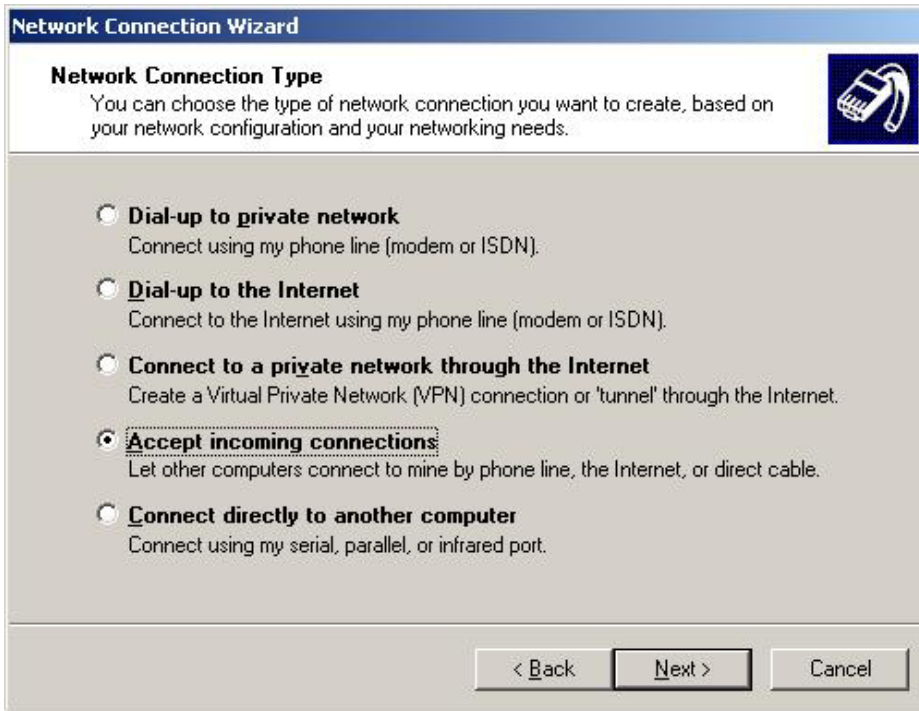 Network Connection Wizard
Network Connection Type
You can choose the type of network connection you want to create, based on
your network configuration and your networking needs.
Dial-up to private network
Connect using my phone line (modem or ISDN).
Dial-up to the Internet
Connect to the Internet using my phone line (modem or ISDN).
Connect to a private network through the Internet
Create a Virtual Private Network (VPN) connection or 'tunnel' through the Internet.
Accept incoming connections
Let other computers connect to mine by phone line, the Internet, or direct cable.
Connect directly to another computer
Connect using my serial, parallel, or infrared port.
< Back Next > Cancel